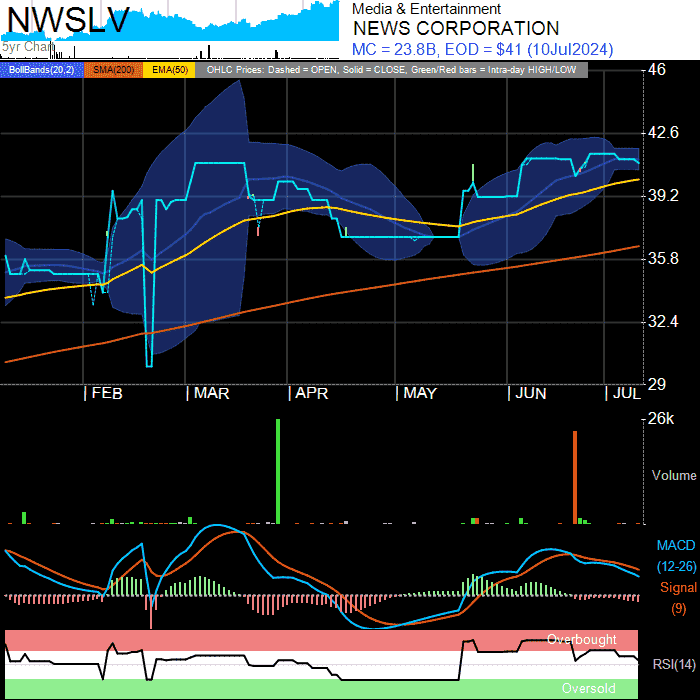 NWSLV
5yr Chart
Media & Entertainment
NEWS CORPORATION
MC = 23.8B, EOD = $41 (10Jul2024)
BollBands(20,2) SMA(200) EMA(50) OHLC Prices: Dashed = OPEN, Solid = CLOSE, Green/Red bars = Intra-day HIGH/LOW
46
42.6
39.2
35.8
32.4
29
| FEB | MAR | APR | MAY | JUN | JUL
26k
Volume
MACD
(12-26)
Signal
(9)
Overbought
RSI(14)
Oversold